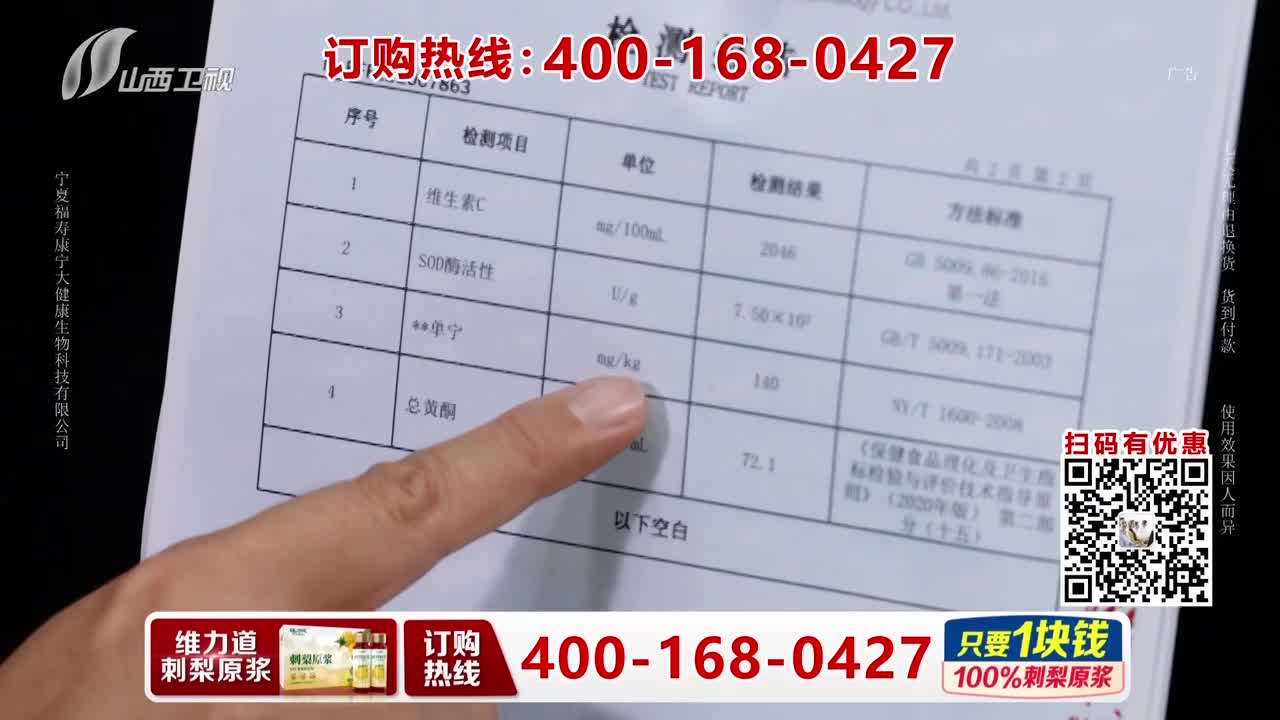 山西卫视
订购热线:400-168-0427
广告
TEST REPORT
共 2 页 第 2 页
序号 检测项目 单位 检测结果 方法标准
1 维生素C mg/100mL 2046 GB 5009.86-2016 第一法
2 SOD酶活性 U/g GB/T 5009.171-2003
3 **单宁 mg/kg 140 NY/T 1600-2008
4 总黄酮 72.1 《保健食品理化及卫生指
标检验与评价技术指导原
则》(2020年版) 第二部
分(十五)
以下空白
宁夏福寿康宁大健康生物科技有限公司
货到付款
使用效果因人而异
扫码有优惠
维力道
刺梨原浆
刺梨原浆
订购
热线
400-168-0427
只要1块钱
100%刺梨原浆